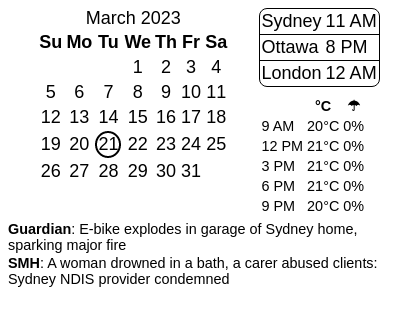 March 2023
Su Mo Tu We Th Fr Sa
1 2 3 4
5 6 7 8 9 10 11
12 13 14 15 16 17 18
19 20 21 22 23 24 25
26 27 28 29 30 31
Sydney 11 AM
Ottawa 8 PM
London 12 AM
°C ☂
9 AM 20°C 0%
12 PM 21°C 0%
3 PM 21°C 0%
6 PM 21°C 0%
9 PM 20°C 0%
Guardian: E-bike explodes in garage of Sydney home,
sparking major fire
SMH: A woman drowned in a bath, a carer abused clients:
Sydney NDIS provider condemned